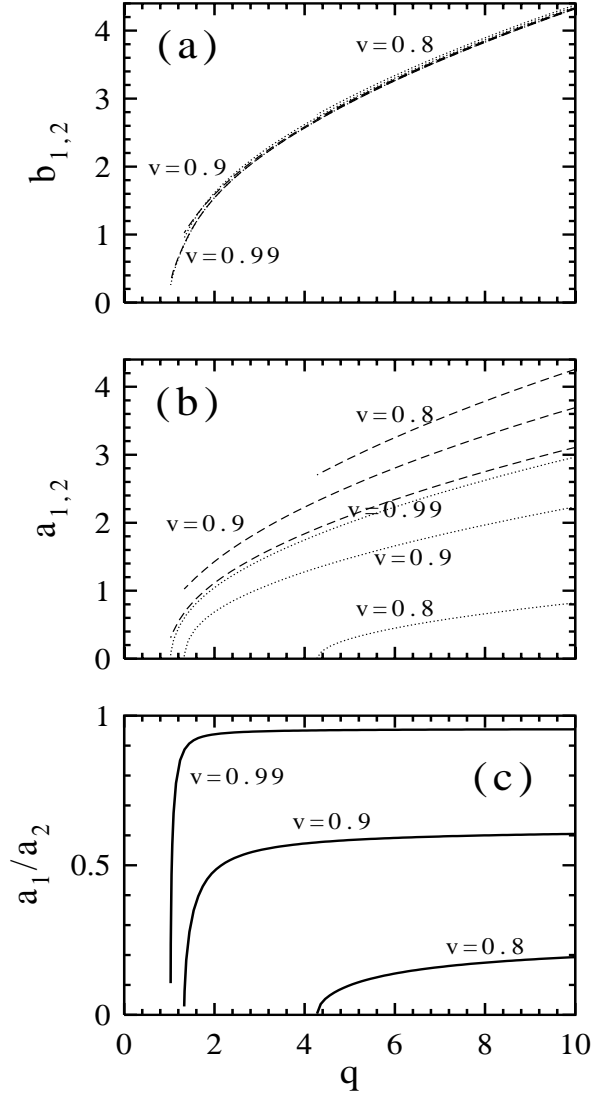 4
(a)
v=0.8
3
b1,2
2
v=0.9
1
v=0.99
0
4
(b)
v=0.8
3
a1,2
v=0.99
2
v=0.9
v=0.9
1
v=0.8
0
1
v=0.99
(c)
a1/a2
v=0.9
0.5
v=0.8
0
0 2 4 6 8 10
q